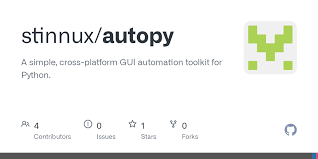 stinnux/autopy
A simple, cross-platform GUI automation toolkit for
Python.
4
Contributors
0
Issues
1
Stars
0
Forks